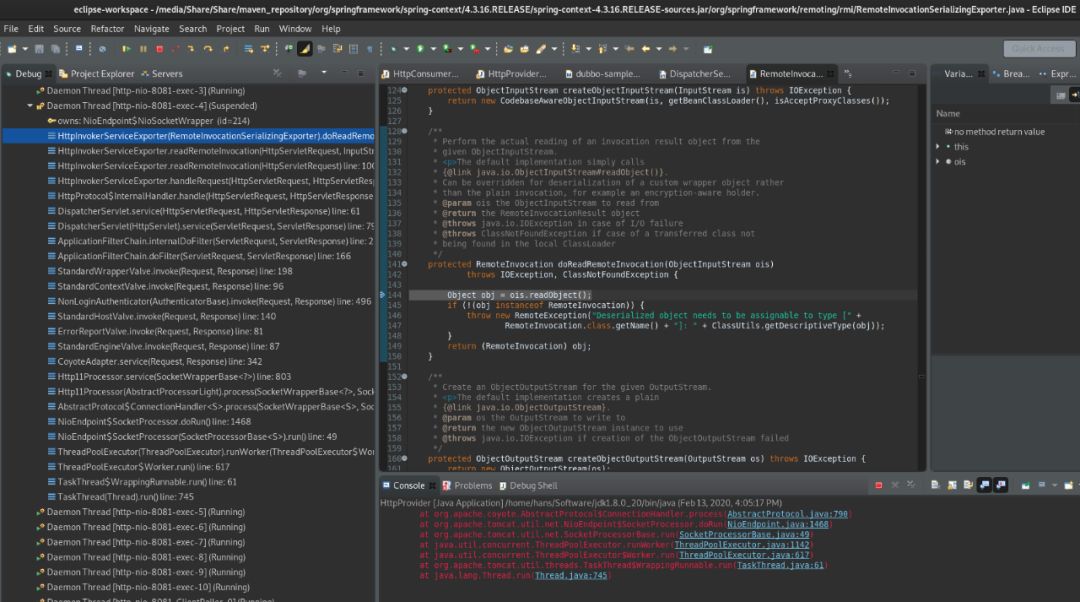 eclipse-workspace - /media/Share/Share/maven_repository/org/springframework/spring-context/4.3.16.RELEASE/spring-context-4.3.16.RELEASE-sources.jar/org/springframework/remoting/rmi/RemoteInvocationSerializingExporter.java - Eclipse IDE
File Edit Source Refactor Navigate Search Project Run Window Help
Quick Access
Debug Project Explorer Servers
Daemon Thread [http-nio-8081-exec-3] (Running)
Daemon Thread [http-nio-8081-exec-4] (Suspended)
owns: NioEndpoint$NioSocketWrapper (id=214)
HttpInvokerServiceExporter(RemoteInvocationSerializingExporter).doReadRemo
HttpInvokerServiceExporter.readRemoteInvocation(HttpServletRequest, InputStr
HttpInvokerServiceExporter.readRemoteInvocation(HttpServletRequest) line: 100
HttpInvokerServiceExporter.handleRequest(HttpServletRequest, HttpServletRes
HttpProtocol$InternalHandler.handle(HttpServletRequest, HttpServletResponse
DispatcherServlet.service(HttpServletRequest, HttpServletResponse) line: 61
DispatcherServlet(HttpServlet).service(ServletRequest, ServletResponse) line: 79
ApplicationFilterChain.internalDoFilter(ServletRequest, ServletResponse) line: 2
ApplicationFilterChain.doFilter(ServletRequest, ServletResponse) line: 166
StandardWrapperValve.invoke(Request, Response) line: 198
StandardContextValve.invoke(Request, Response) line: 96
NonLoginAuthenticator(AuthenticatorBase).invoke(Request, Response) line: 496
StandardHostValve.invoke(Request, Response) line: 140
ErrorReportValve.invoke(Request, Response) line: 81
StandardEngineValve.invoke(Request, Response) line: 87
CoyoteAdapter.service(Request, Response) line: 342
Http11Processor.service(SocketWrapperBase<?>) line: 803
Http11Processor(AbstractProcessorLight).process(SocketWrapperBase<?>, Sock
AbstractProtocol$ConnectionHandler<S>.process(SocketWrapperBase<S>, Sock
NioEndpoint$SocketProcessor.doRun() line: 1468
NioEndpoint$SocketProcessor(SocketProcessorBase<S>).run() line: 49
ThreadPoolExecutor(ThreadPoolExecutor).runWorker(ThreadPoolExecutor$Wor
ThreadPoolExecutor$Worker.run() line: 617
TaskThread$WrappingRunnable.run() line: 61
TaskThread(Thread).run() line: 745
Daemon Thread [http-nio-8081-exec-5] (Running)
Daemon Thread [http-nio-8081-exec-6] (Running)
Daemon Thread [http-nio-8081-exec-7] (Running)
Daemon Thread [http-nio-8081-exec-8] (Running)
Daemon Thread [http-nio-8081-exec-9] (Running)
Daemon Thread [http-nio-8081-exec-10] (Running)
HttpConsumer... HttpProvider... dubbo-sample... DispatcherSe... RemoteInvoca...
124 protected ObjectInputStream createObjectInputStream(InputStream is) throws IOException {
125 return new CodebaseAwareObjectInputStream(is, getBeanClassLoader(), isAcceptProxyClasses());
126 }
127
128 /**
129 * Perform the actual reading of an invocation result object from the
130 * given ObjectInputStream.
131 * <p>The default implementation simply calls
132 * {@link java.io.ObjectInputStream#readObject()}.
133 * Can be overridden for deserialization of a custom wrapper object rather
134 * than the plain invocation, for example an encryption-aware holder.
135 * @param ois the ObjectInputStream to read from
136 * @return the RemoteInvocationResult object
137 * @throws java.io.IOException in case of I/O failure
138 * @throws ClassNotFoundException if case of a transferred class not
139 * being found in the local ClassLoader
140 */
141 protected RemoteInvocation doReadRemoteInvocation(ObjectInputStream ois)
142 throws IOException, ClassNotFoundException {
143
144 Object obj = ois.readObject();
145 if (!(obj instanceof RemoteInvocation)) {
146 throw new RemoteException("Deserialized object needs to be assignable to type [" +
147 RemoteInvocation.class.getName() + "]: " + ClassUtils.getDescriptiveType(obj));
148 }
149 return (RemoteInvocation) obj;
150 }
151
152 /**
153 * Create an ObjectOutputStream for the given OutputStream.
154 * <p>The default implementation creates a plain
155 * {@link java.io.ObjectOutputStream}.
156 * @param os the OutputStream to write to
157 * @return the new ObjectOutputStream instance to use
158 * @throws java.io.IOException if creation of the ObjectOutputStream failed
159 */
160 protected ObjectOutputStream createObjectOutputStream(OutputStream os) throws IOException {
161 return new ObjectOutputStream(os);
Varia... Brea... Expr...
Name
no method return value
this
ois
Console Problems Debug Shell
HttpProvider [Java Application] /home/hans/Software/jdk1.8.0_20/bin/java (Feb 13, 2020, 4:05:17 PM)
at org.apache.coyote.AbstractProtocol$ConnectionHandler.process(AbstractProtocol.java:790)
at org.apache.tomcat.util.net.NioEndpoint$SocketProcessor.doRun(NioEndpoint.java:1468)
at org.apache.tomcat.util.net.SocketProcessorBase.run(SocketProcessorBase.java:49)
at java.util.concurrent.ThreadPoolExecutor.runWorker(ThreadPoolExecutor.java:1142)
at java.util.concurrent.ThreadPoolExecutor$Worker.run(ThreadPoolExecutor.java:617)
at org.apache.tomcat.util.threads.TaskThread$WrappingRunnable.run(TaskThread.java:61)
at java.lang.Thread.run(Thread.java:745)